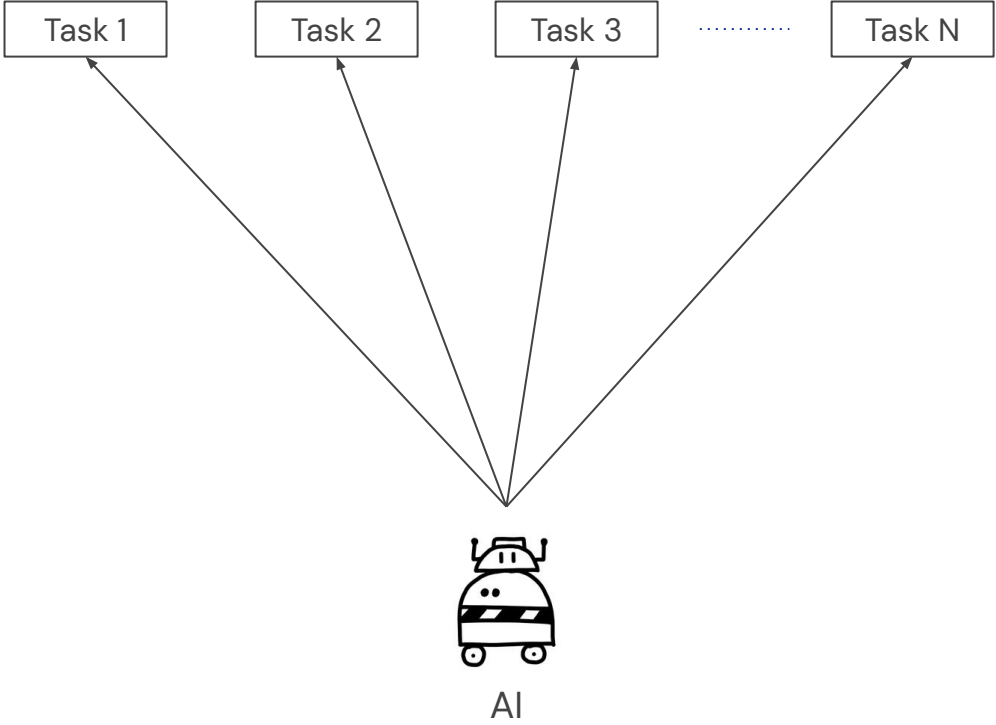 Task 1 Task 2 Task 3 ............. Task N
AI